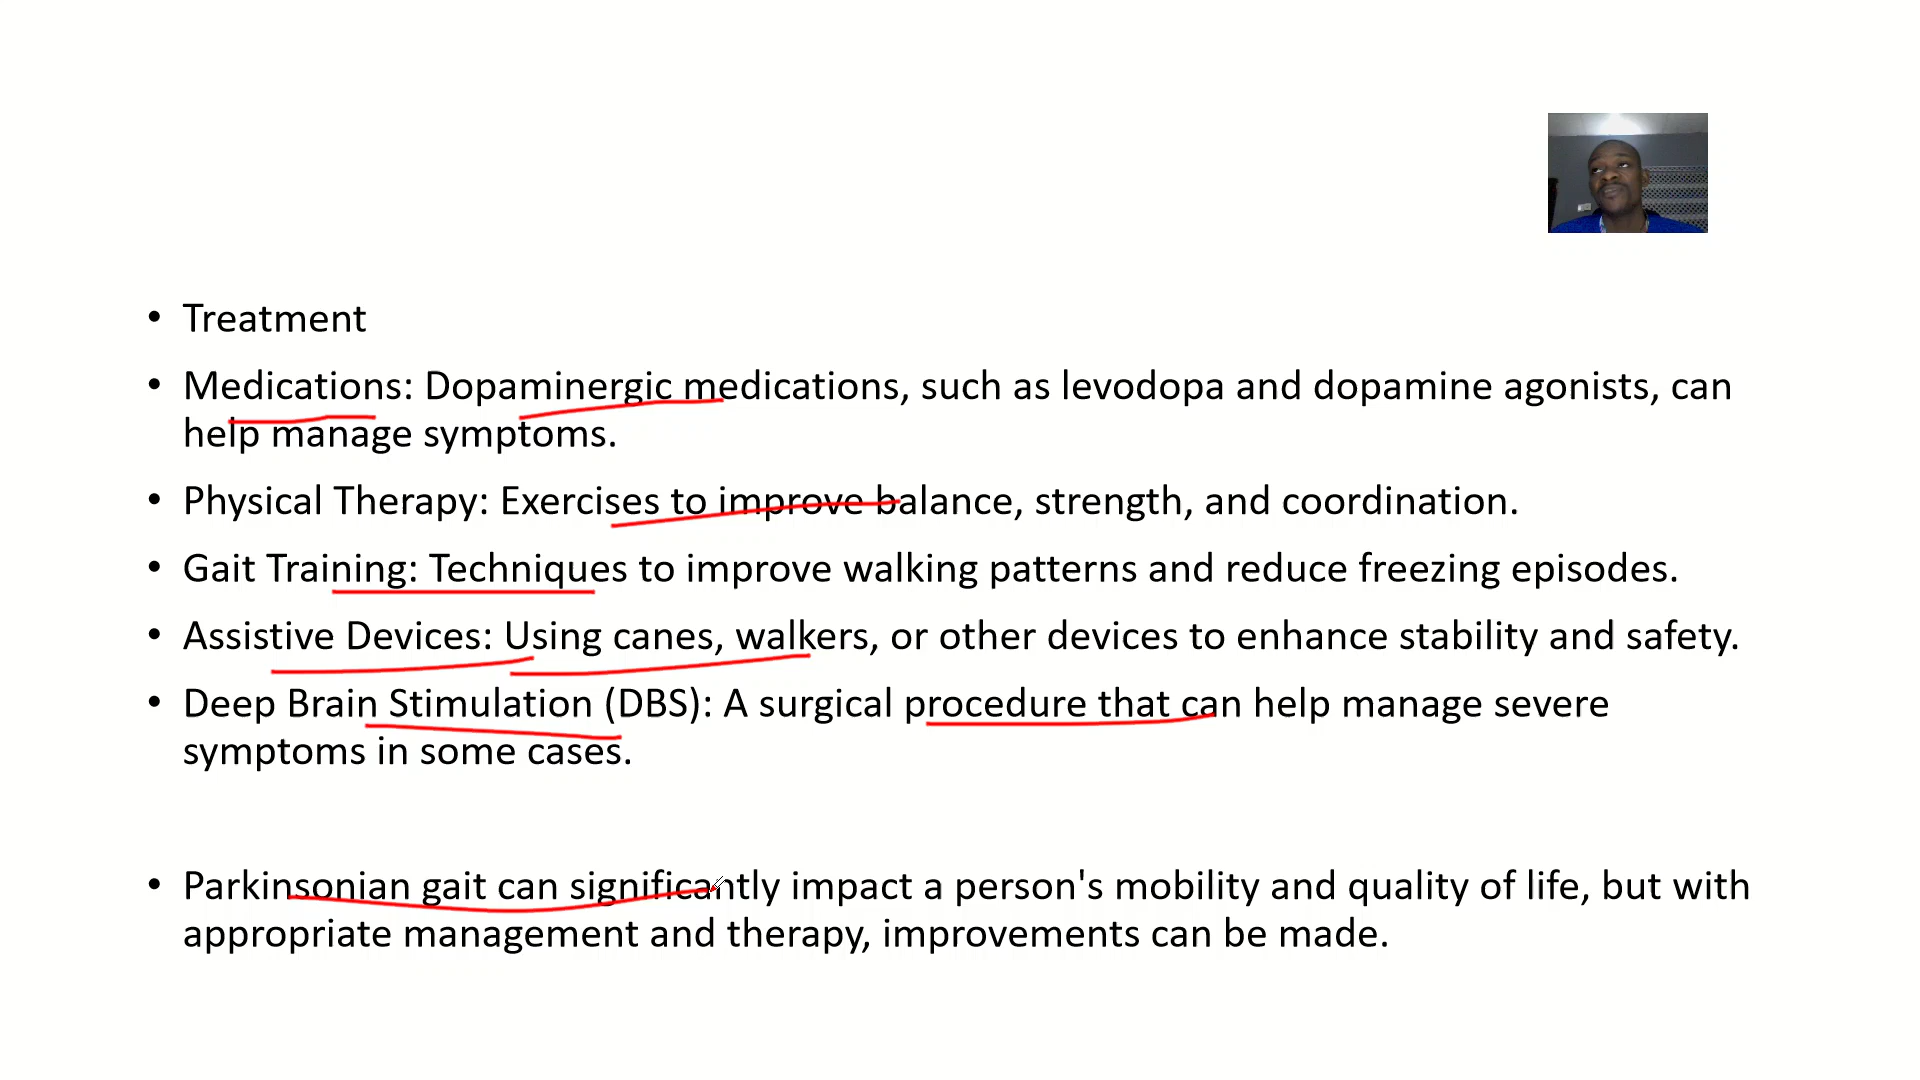 • Treatment
• Medications: Dopaminergic medications, such as levodopa and dopamine agonists, can
help manage symptoms.
• Physical Therapy: Exercises to improve balance, strength, and coordination.
• Gait Training: Techniques to improve walking patterns and reduce freezing episodes.
• Assistive Devices: Using canes, walkers, or other devices to enhance stability and safety.
• Deep Brain Stimulation (DBS): A surgical procedure that can help manage severe
symptoms in some cases.
• Parkinsonian gait can significantly impact a person's mobility and quality of life, but with
appropriate management and therapy, improvements can be made.